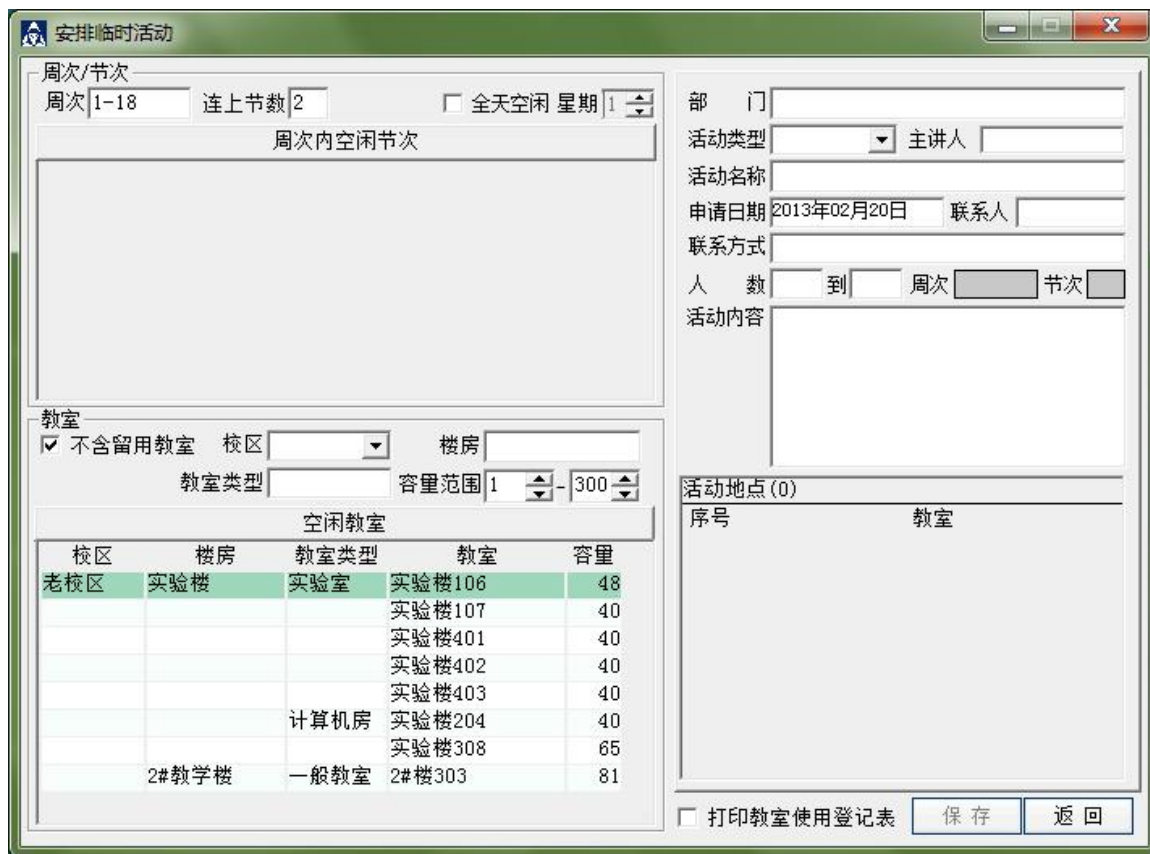 安排临时活动
周次/节次
周次 1-18 连上节数 2 全天空闲 星期 1
周次内空闲节次
教室
不含留用教室 校区 楼房
教室类型 容量范围 1 - 300
空闲教室
校区 楼房 教室类型 教室 容量
老校区 实验楼 实验室 实验楼106 48
实验楼107 40
实验楼401 40
实验楼402 40
实验楼403 40
计算机房 实验楼204 40
实验楼308 65
2#教学楼 一般教室 2#楼303 81
部 门
活动类型 主讲人
活动名称
申请日期 2013年02月20日 联系人
联系方式
人 数 到 周次 节次
活动内容
活动地点(0)
序号 教室
打印教室使用登记表 保 存 返 回